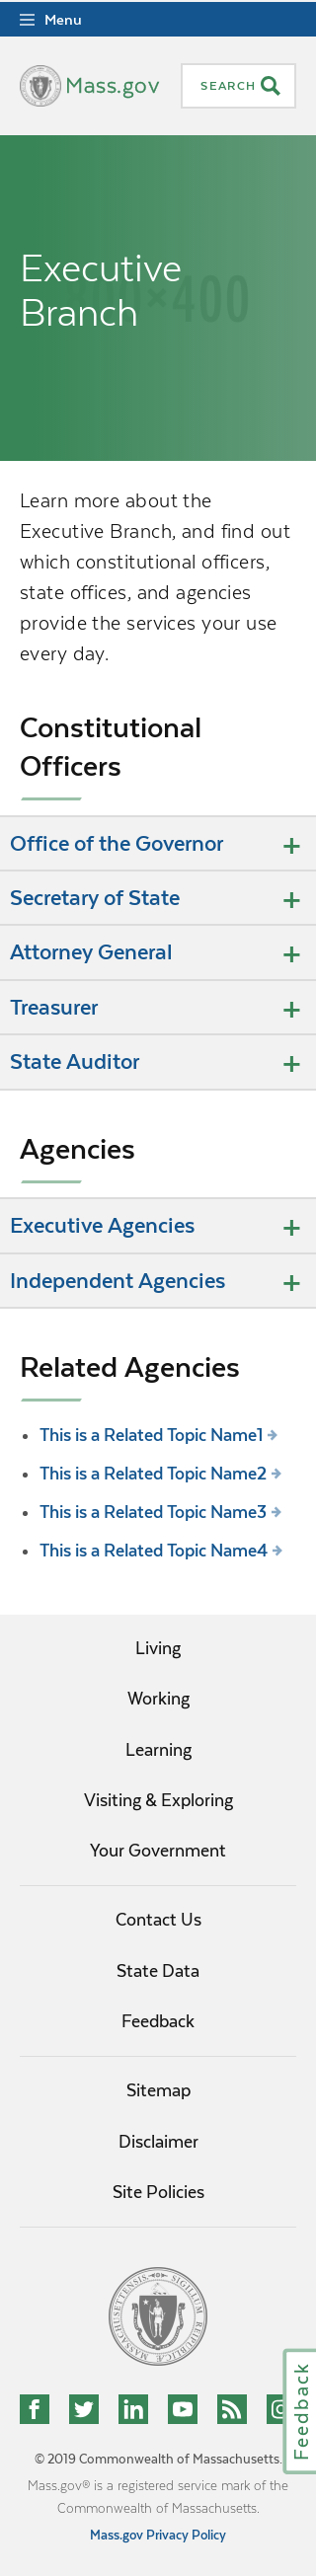 Menu
Mass.gov
SEARCH
Executive
Branch
×400
Learn more about the
Executive Branch, and find out
which constitutional officers,
state offices, and agencies
provide the services your use
every day.
Constitutional
Officers
Office of the Governor
Secretary of State
Attorney General
Treasurer
State Auditor
Agencies
Executive Agencies
Independent Agencies
Related Agencies
This is a Related Topic Name1
This is a Related Topic Name2
This is a Related Topic Name3
This is a Related Topic Name4
Living
Working
Learning
Visiting & Exploring
Your Government
Contact Us
State Data
Feedback
Sitemap
Disclaimer
Site Policies
Feedback
© 2019 Commonwealth of Massachusetts.
Mass.gov® is a registered service mark of the
Commonwealth of Massachusetts.
Mass.gov Privacy Policy